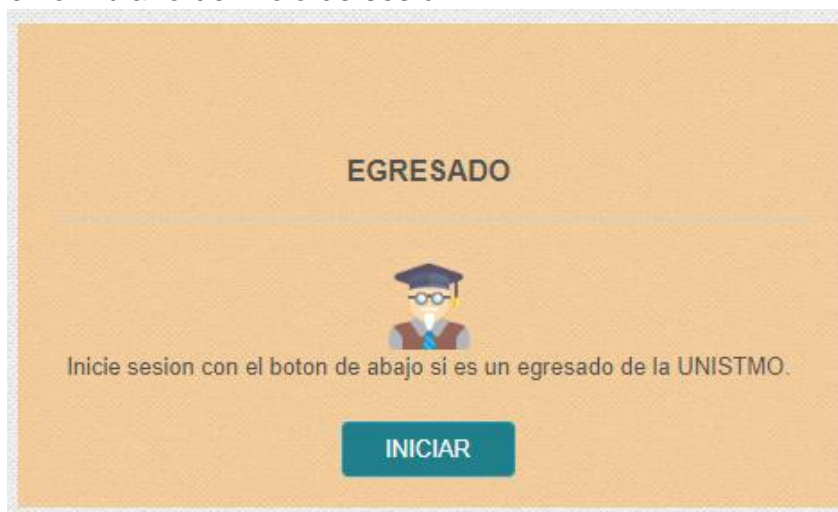 EGRESADO
Inicie sesion con el boton de abajo si es un egresado de la UNISTMO.
INICIAR